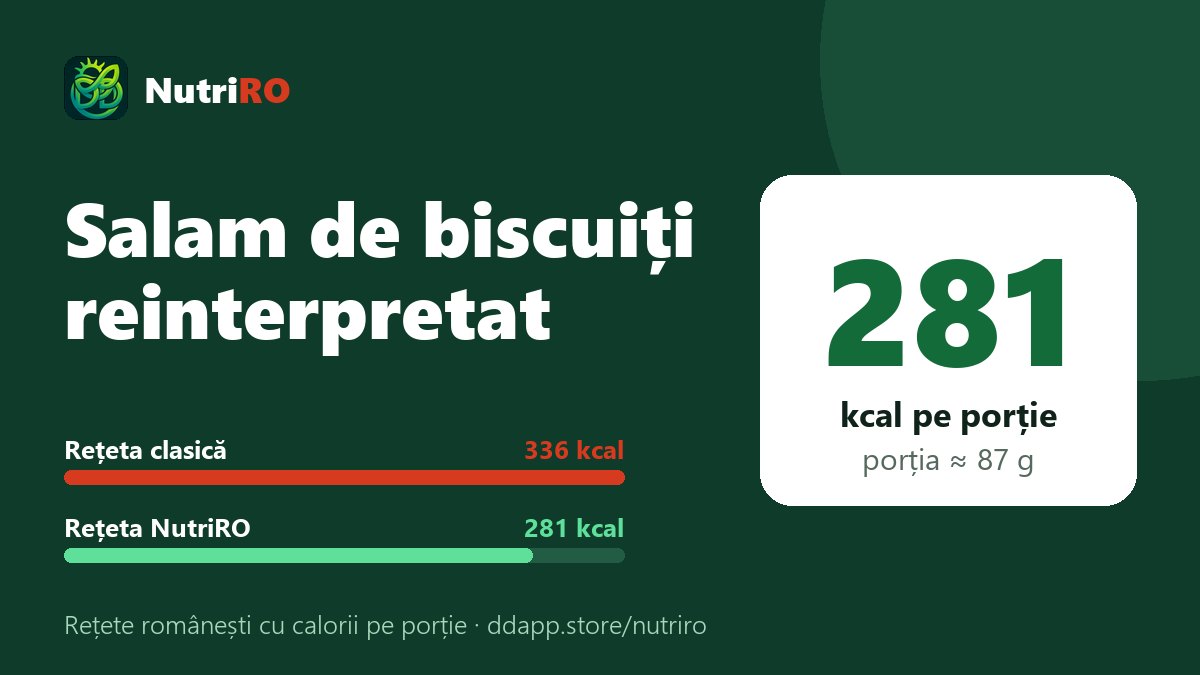 NutriRO
Salam de biscuiți
reinterpretat
281
kcal pe porție
porția ≈ 87 g
Rețeta clasică 336 kcal
Rețeta NutriRO 281 kcal
Rețete românești cu calorii pe porție · ddapp.store/nutriro